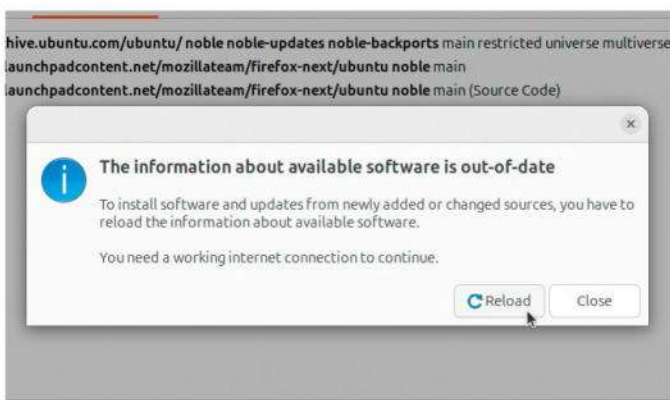 hive.ubuntu.com/ubuntu/ noble noble-updates noble-backports main restricted universe multiverse
launchpadcontent.net/mozillateam/firefox-next/ubuntu noble main
launchpadcontent.net/mozillateam/firefox-next/ubuntu noble main (Source Code)
The information about available software is out-of-date
To install software and updates from newly added or changed sources, you have to
reload the information about available software.
You need a working internet connection to continue.
Reload
Close